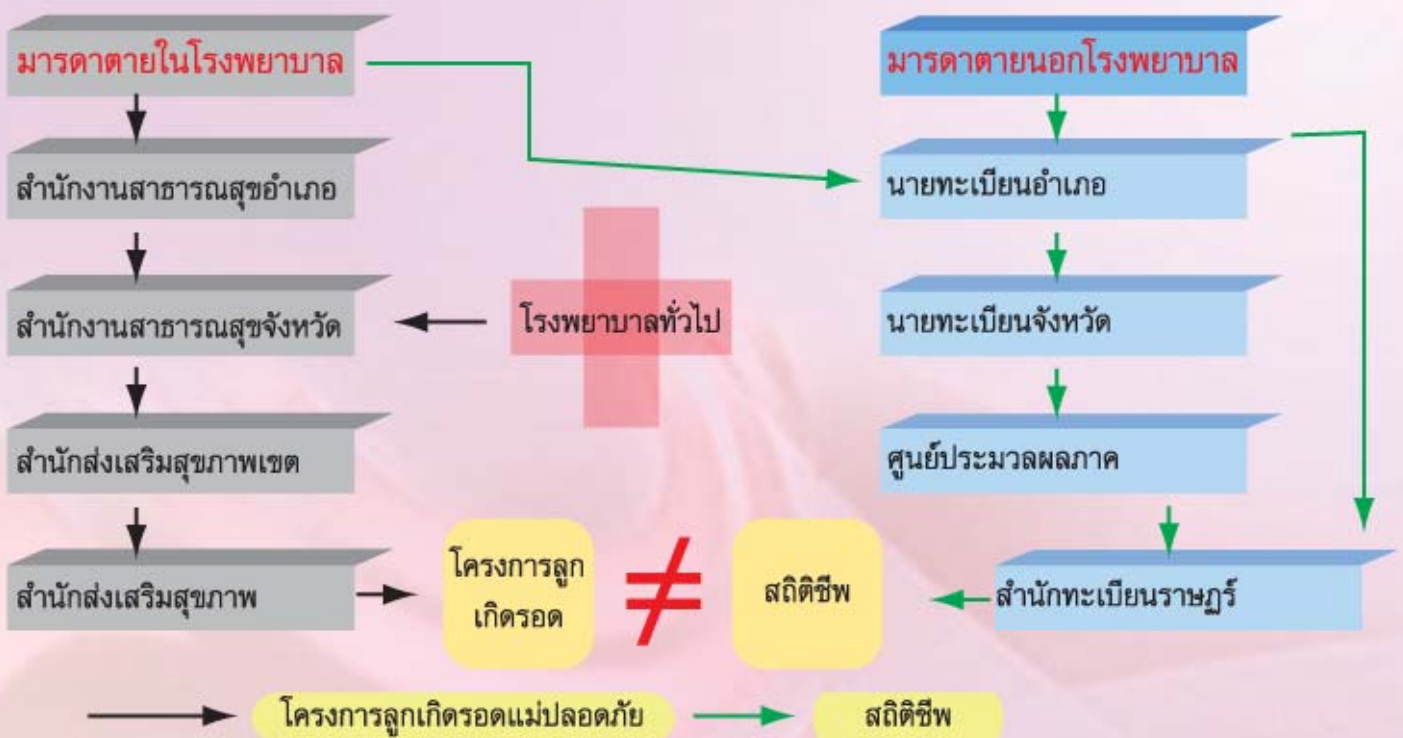 มารดาตายในโรงพยาบาล
มารดาตายนอกโรงพยาบาล
สำนักงานสาธารณสุขอำเภอ
นายทะเบียนอำเภอ
สำนักงานสาธารณสุขจังหวัด
โรงพยาบาลทั่วไป
นายทะเบียนจังหวัด
สำนักส่งเสริมสุขภาพเขต
ศูนย์ประมวลผลภาค
สำนักส่งเสริมสุขภาพ
โครงการลูก
เกิดรอด
≠
สถิติชีพ
สำนักทะเบียนราษฎร์
โครงการลูกเกิดรอดแม่ปลอดภัย
สถิติชีพ